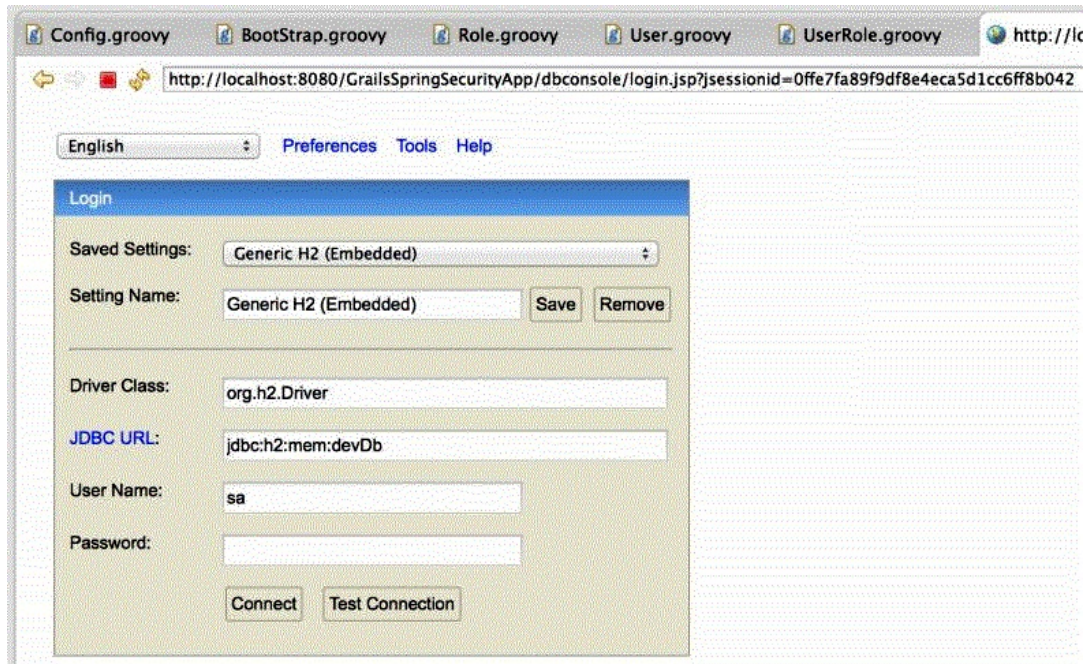 Config.groovy BootStrap.groovy Role.groovy User.groovy UserRole.groovy http://lo
http://localhost:8080/GrailsSpringSecurityApp/dbconsole/login.jsp?jsessionid=0ffe7fa89f9df8e4eca5d1cc6ff8b042
English Preferences Tools Help
Login
Saved Settings: Generic H2 (Embedded)
Setting Name: Generic H2 (Embedded) Save Remove
Driver Class: org.h2.Driver
JDBC URL: jdbc:h2:mem:devDb
User Name: sa
Password:
Connect Test Connection